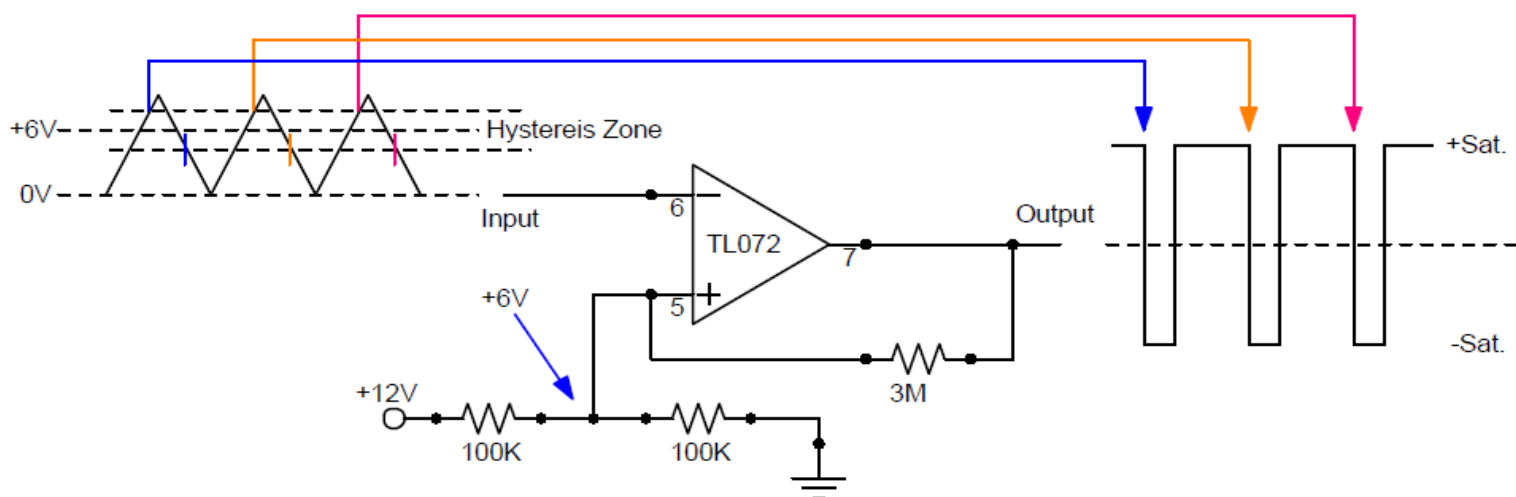 +6V
Hystereis Zone
0V
Input
6
TL072
7
Output
+Sat.
-Sat.
+6V
5
3M
+12V
100K
100K